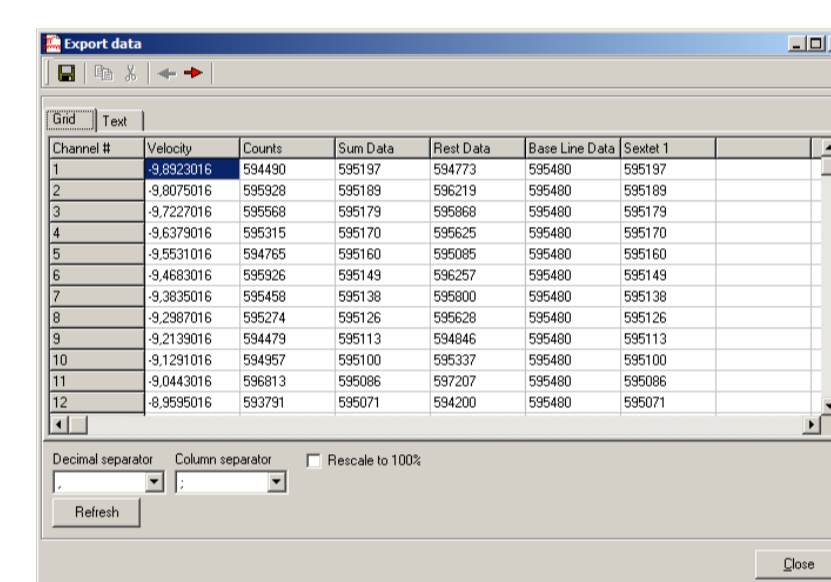 Export data
Grid Text
Channel # Velocity Counts Sum Data Rest Data Base Line Data Sextet 1
1 -9,8923016 594490 595197 594773 595480 595197
2 -9,8075016 595928 595189 596219 595480 595189
3 -9,7227016 595568 595179 595868 595480 595179
4 -9,6379016 595315 595170 595625 595480 595170
5 -9,5531016 594765 595160 595085 595480 595160
6 -9,4683016 595926 595149 596257 595480 595149
7 -9,3835016 595458 595138 595800 595480 595138
8 -9,2987016 595274 595126 595628 595480 595126
9 -9,2139016 594479 595113 594846 595480 595113
10 -9,1291016 594957 595100 595337 595480 595100
11 -9,0443016 596813 595086 597207 595480 595086
12 -8,9595016 593791 595071 594200 595480 595071
Decimal separator Column separator Rescale to 100%
, ;
Refresh
Close